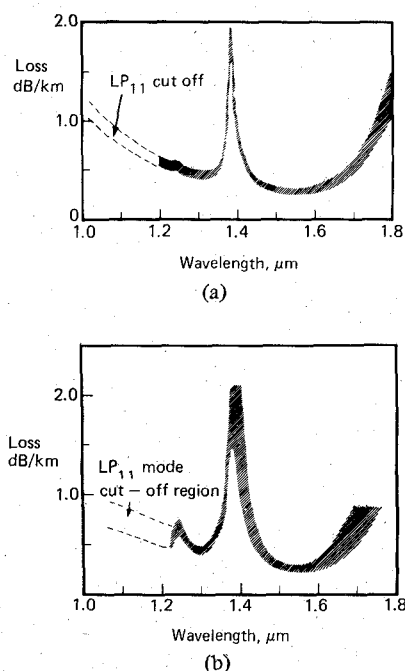 2.0
Loss
dB/km
LP11 cut off
1.0
0
1.0 1.2 1.4 1.6 1.8
Wavelength, μm
(a)
2.0
Loss
dB/km
LP11 mode
cut – off region
1.0
1.0 1.2 1.4 1.6 1.8
Wavelength, μm
(b)